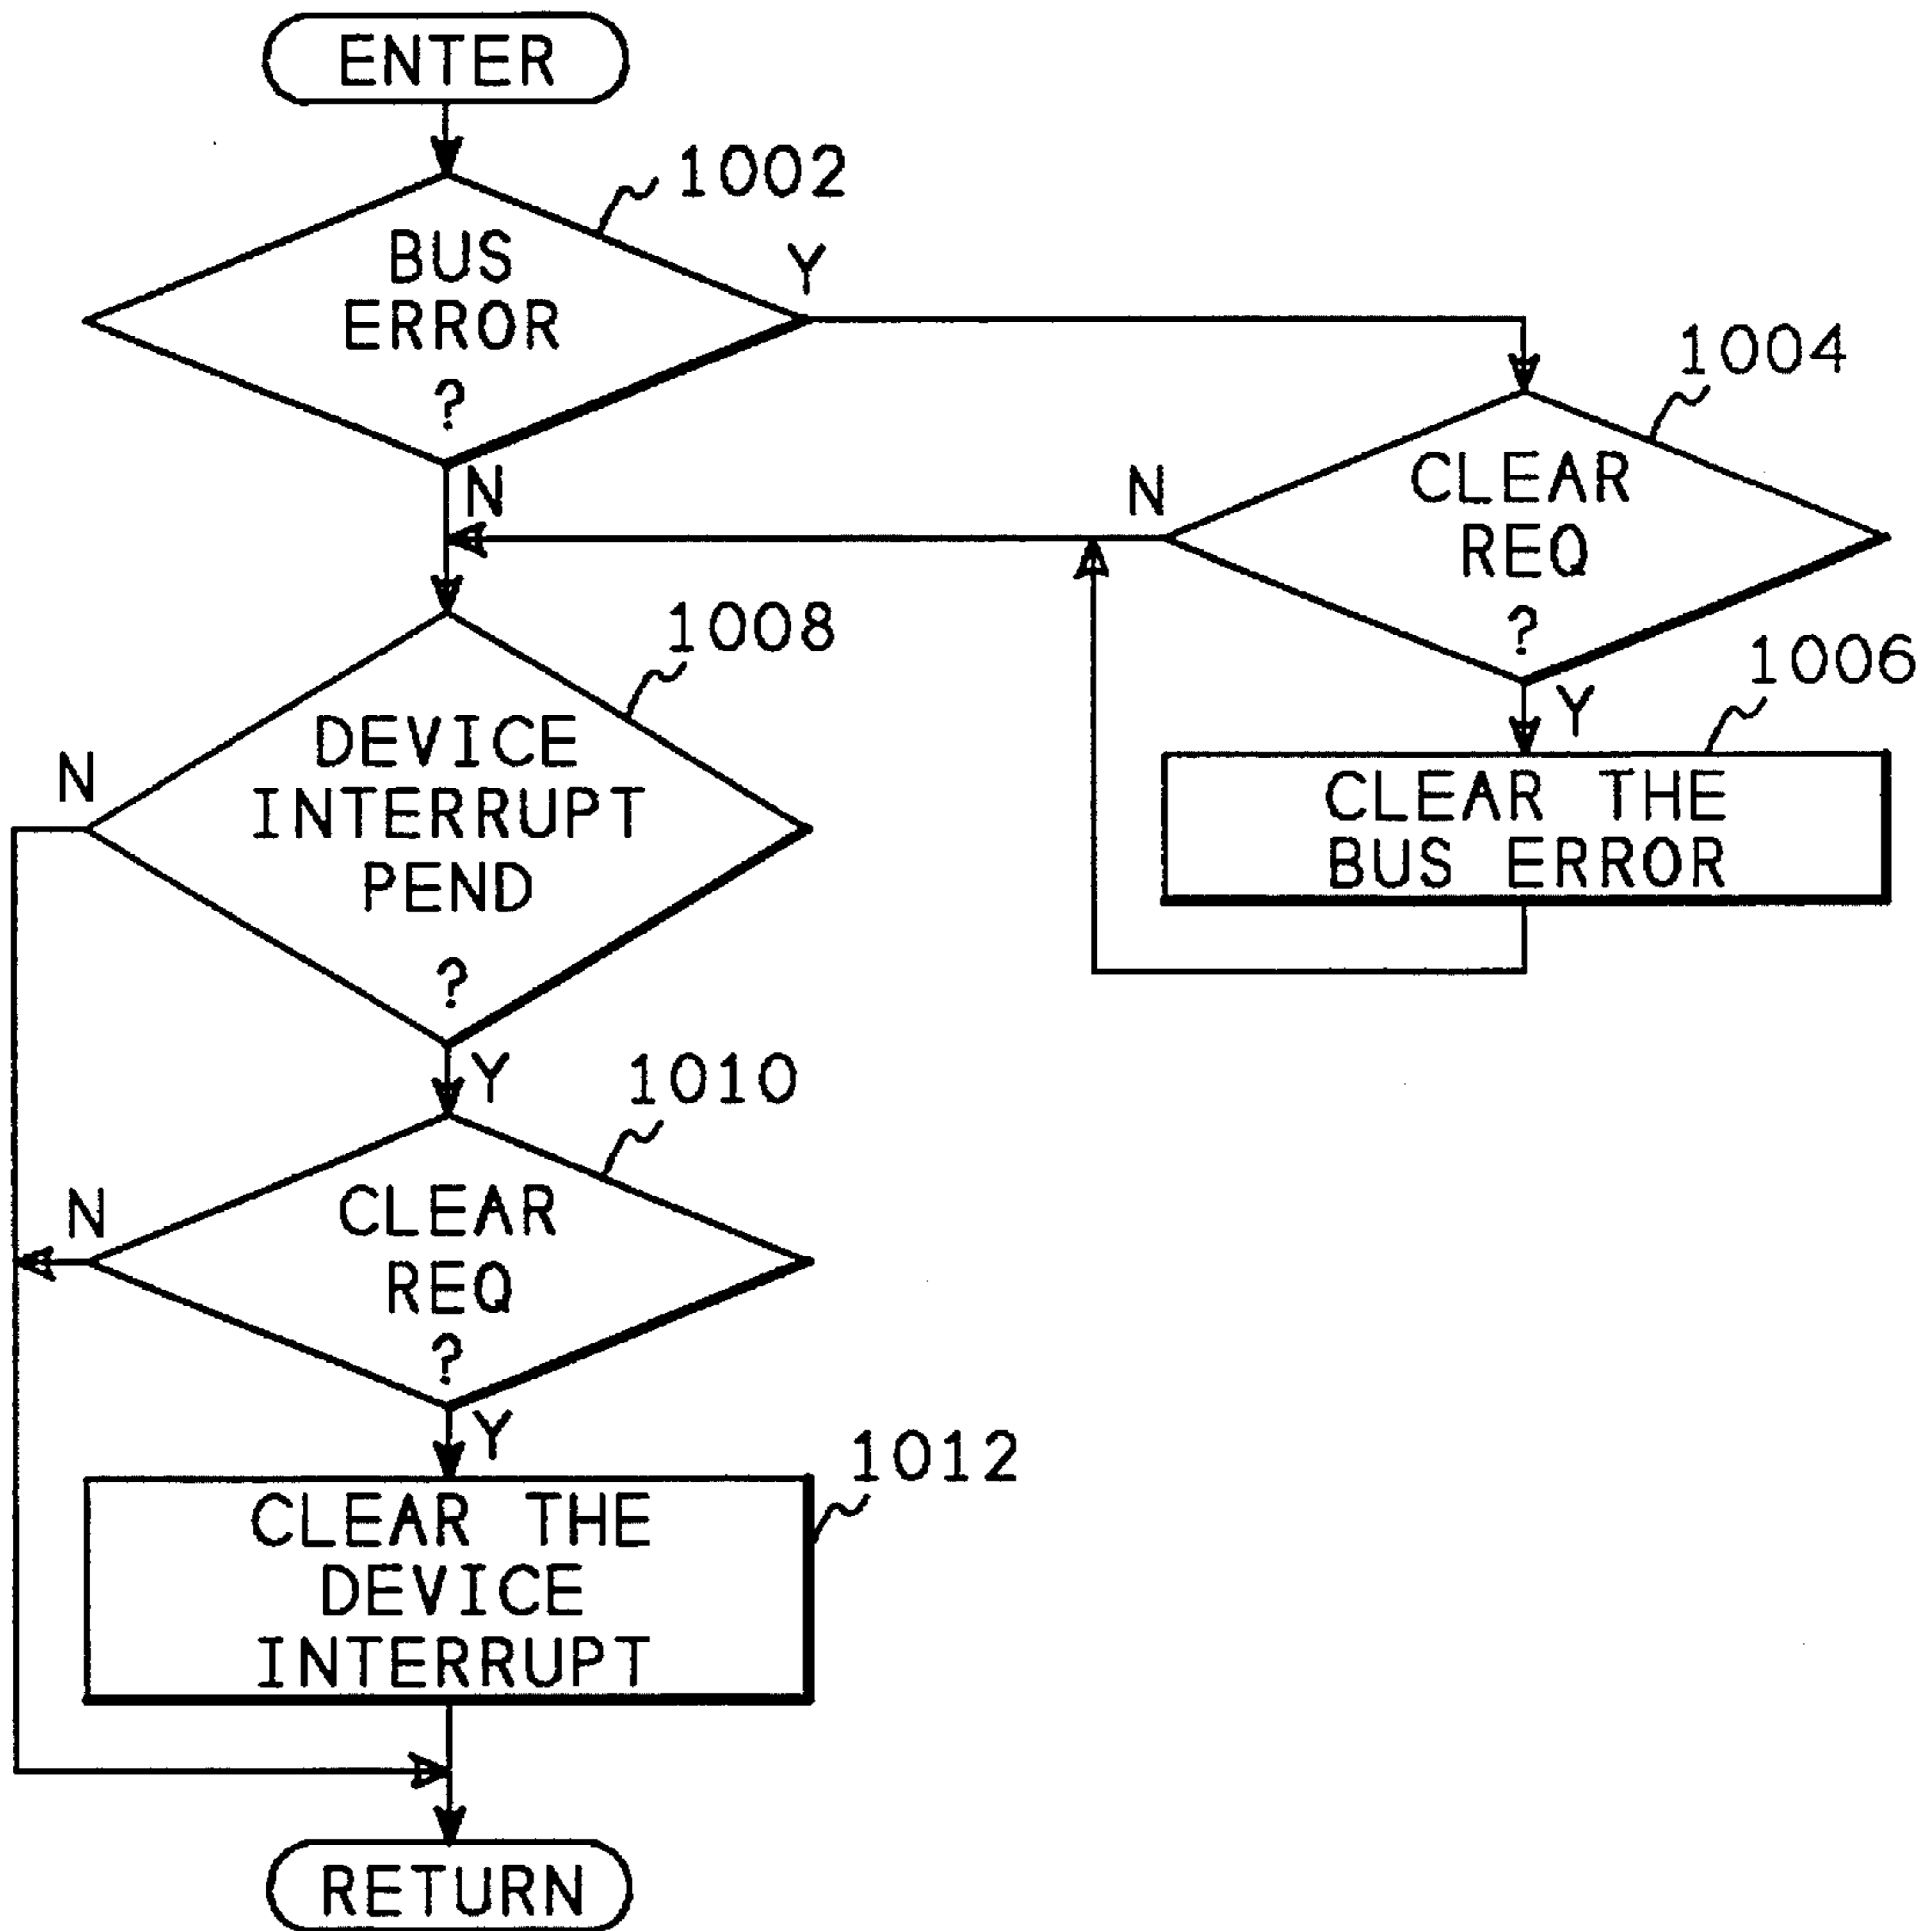 ENTER
1002
BUS
ERROR
?
Y
N
1004
CLEAR
REQ
?
N
Y
1006
CLEAR THE
BUS ERROR
1008
DEVICE
INTERRUPT
PEND
?
N
Y
1010
CLEAR
REQ
?
N
Y
1012
CLEAR THE
DEVICE
INTERRUPT
RETURN